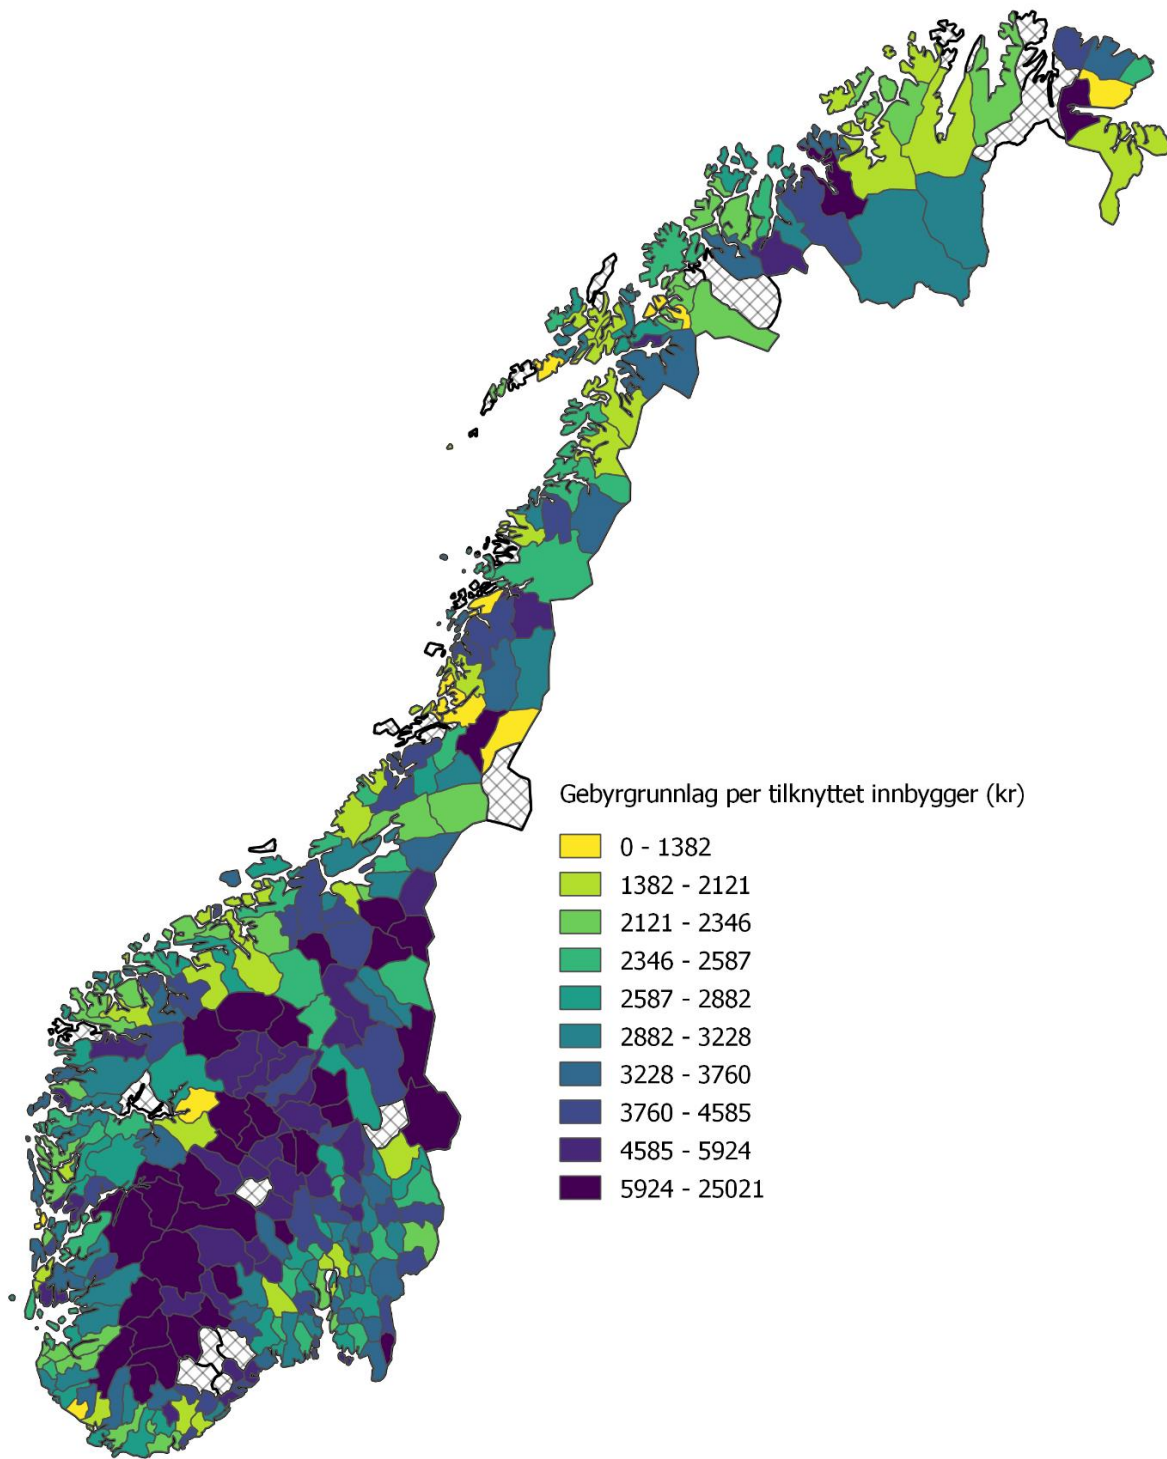 Gebyrgrunnlag per tilknyttet innbygger (kr)
0 - 1382
1382 - 2121
2121 - 2346
2346 - 2587
2587 - 2882
2882 - 3228
3228 - 3760
3760 - 4585
4585 - 5924
5924 - 25021